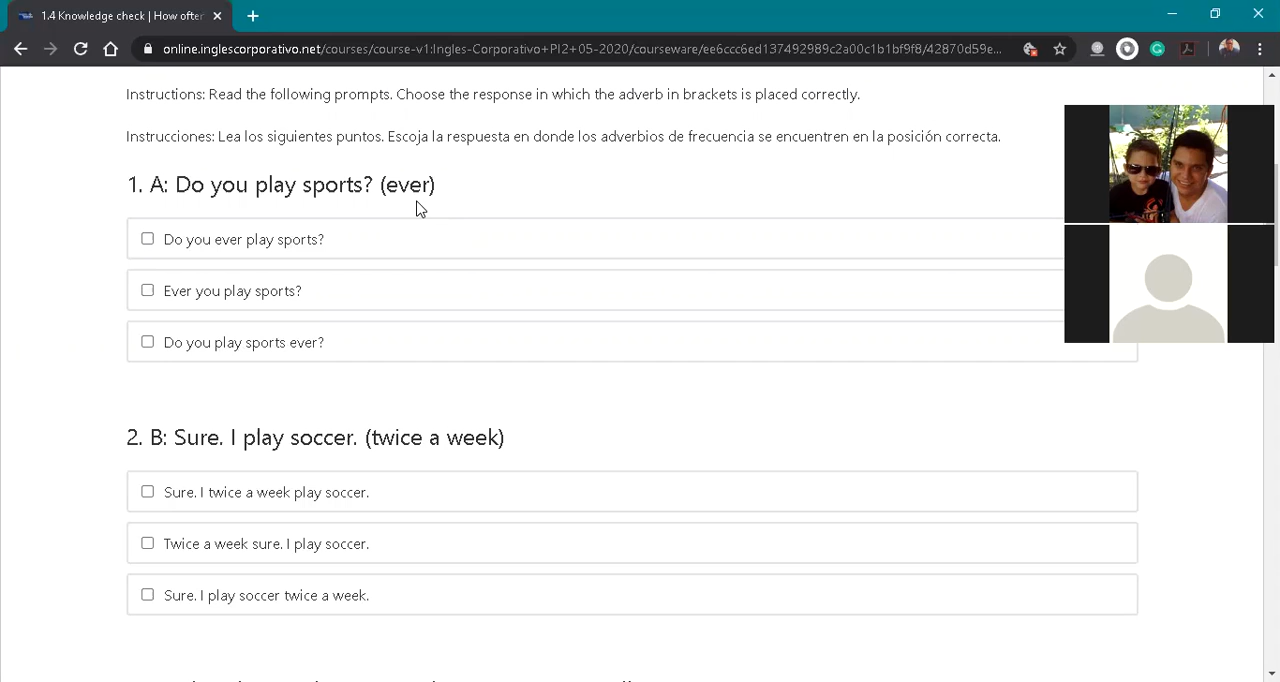 1.4 Knowledge check | How ofter
online.inglescorporativo.net/courses/course-v1:Ingles-Corporativo+PI2+05-2020/courseware/ee6ccc6ed137492989c2a00c1b1bf9f8/42870d59e...
Instructions: Read the following prompts. Choose the response in which the adverb in brackets is placed correctly.
Instrucciones: Lea los siguientes puntos. Escoja la respuesta en donde los adverbios de frecuencia se encuentren en la posición correcta.
1. A: Do you play sports? (ever)
Do you ever play sports?
Ever you play sports?
Do you play sports ever?
2. B: Sure. I play soccer. (twice a week)
Sure. I twice a week play soccer.
Twice a week sure. I play soccer.
Sure. I play soccer twice a week.